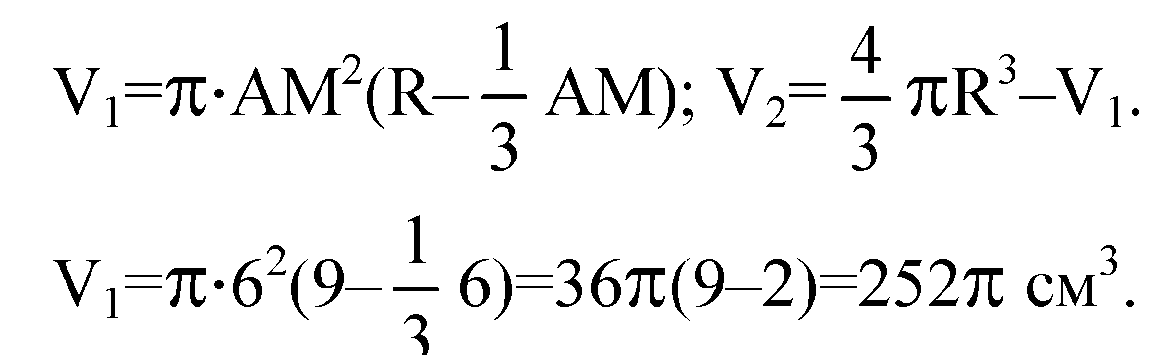 V₁=π·AM²(R–1/3 AM); V₂=4/3 πR³–V₁.
V₁=π·6²(9–1/3 6)=36π(9–2)=252π см³.